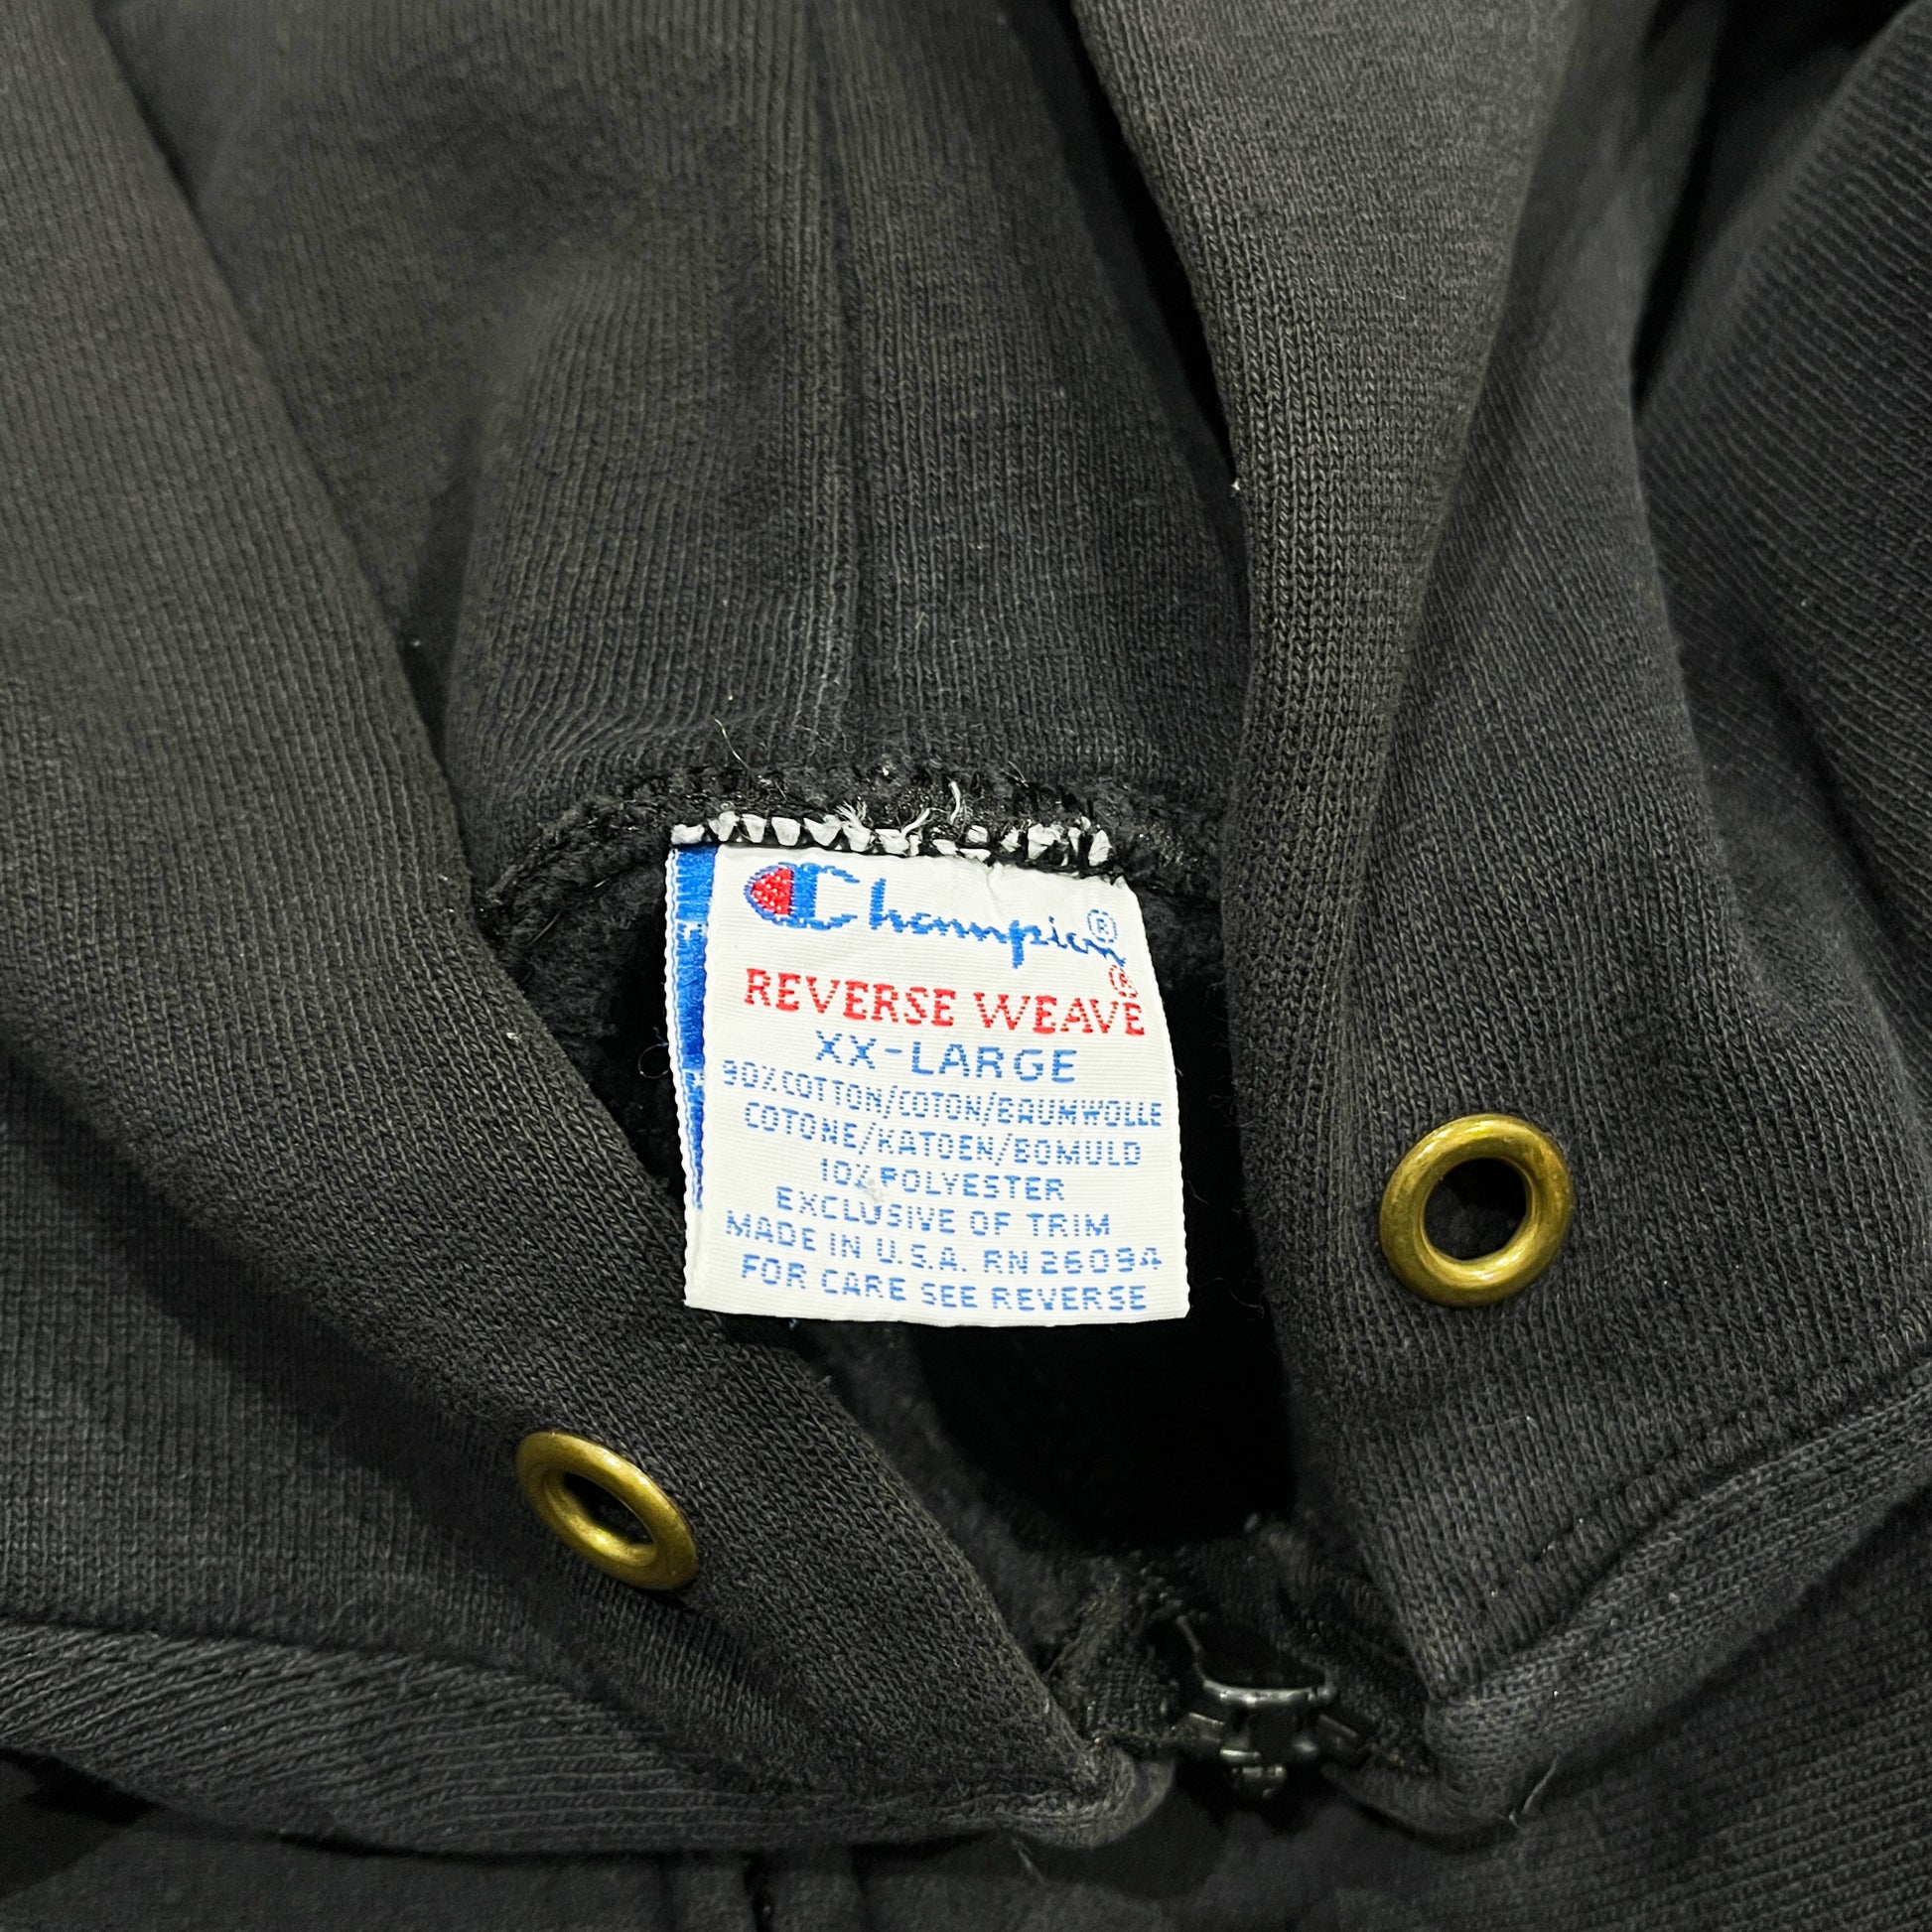 Champion®
REVERSE WEAVE®
XX-LARGE
90% COTTON/COTON/BAUMWOLLE
COTONE/KATOEN/BOMULD
10% POLYESTER
EXCLUSIVE OF TRIM
MADE IN U.S.A. RN 26094
FOR CARE SEE REVERSE